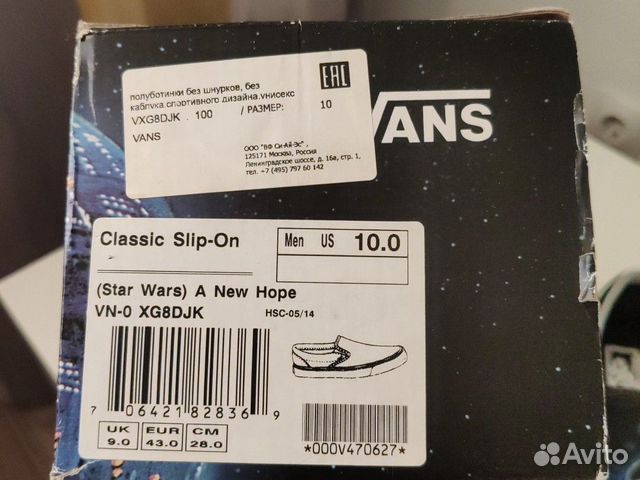 полуботинки без шнурков, без
каблука.спортивного дизайна.унисекс
VXG8DJK . 100 / РАЗМЕР: 10
VANS
EAC
ООО "ВФ Си-Ай-Эс" ,
125171 Москва, Россия
Ленинградское шоссе, д. 16а, стр. 1,
тел. +7 (495) 797 60 142
VANS
Classic Slip-On
Men US 10.0
(Star Wars) A New Hope
VN-0 XG8DJK HSC-05/14
7 06421 82836 9
UK EUR CM
9.0 43.0 28.0
*000V470627*
Avito